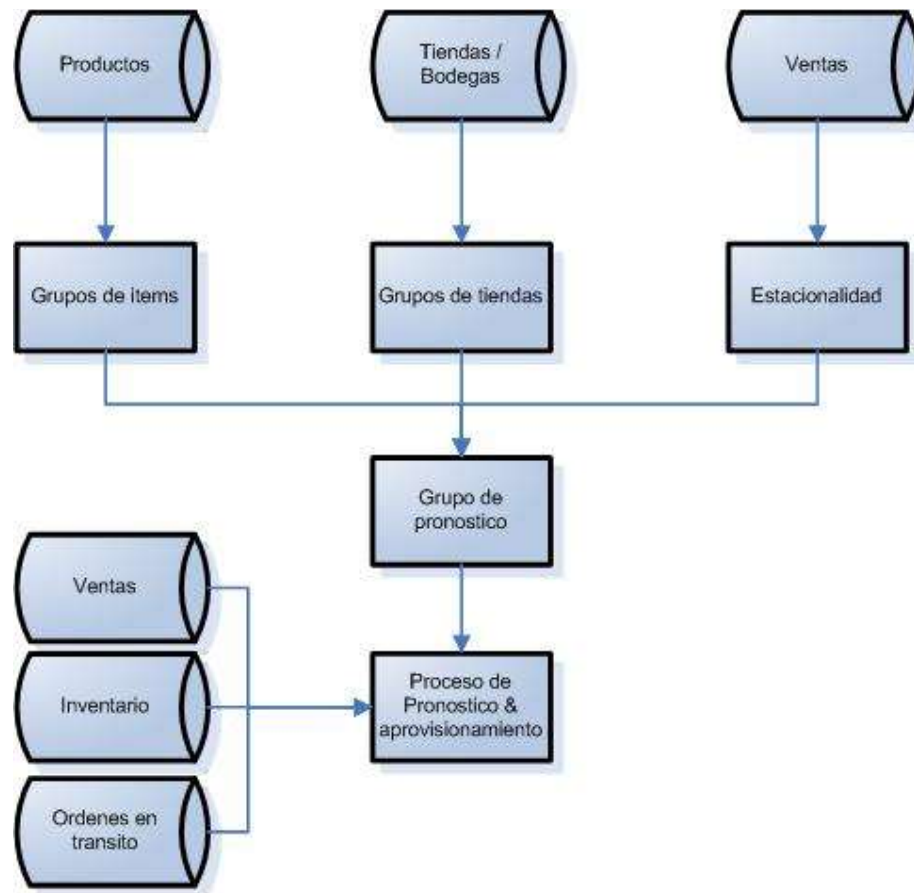 Productos
Tiendas /
Bodegas
Ventas
Grupos de items
Grupos de tiendas
Estacionalidad
Grupo de
pronostico
Ventas
Inventario
Proceso de
Pronostico &
aprovisionamiento
Ordenes en
transito